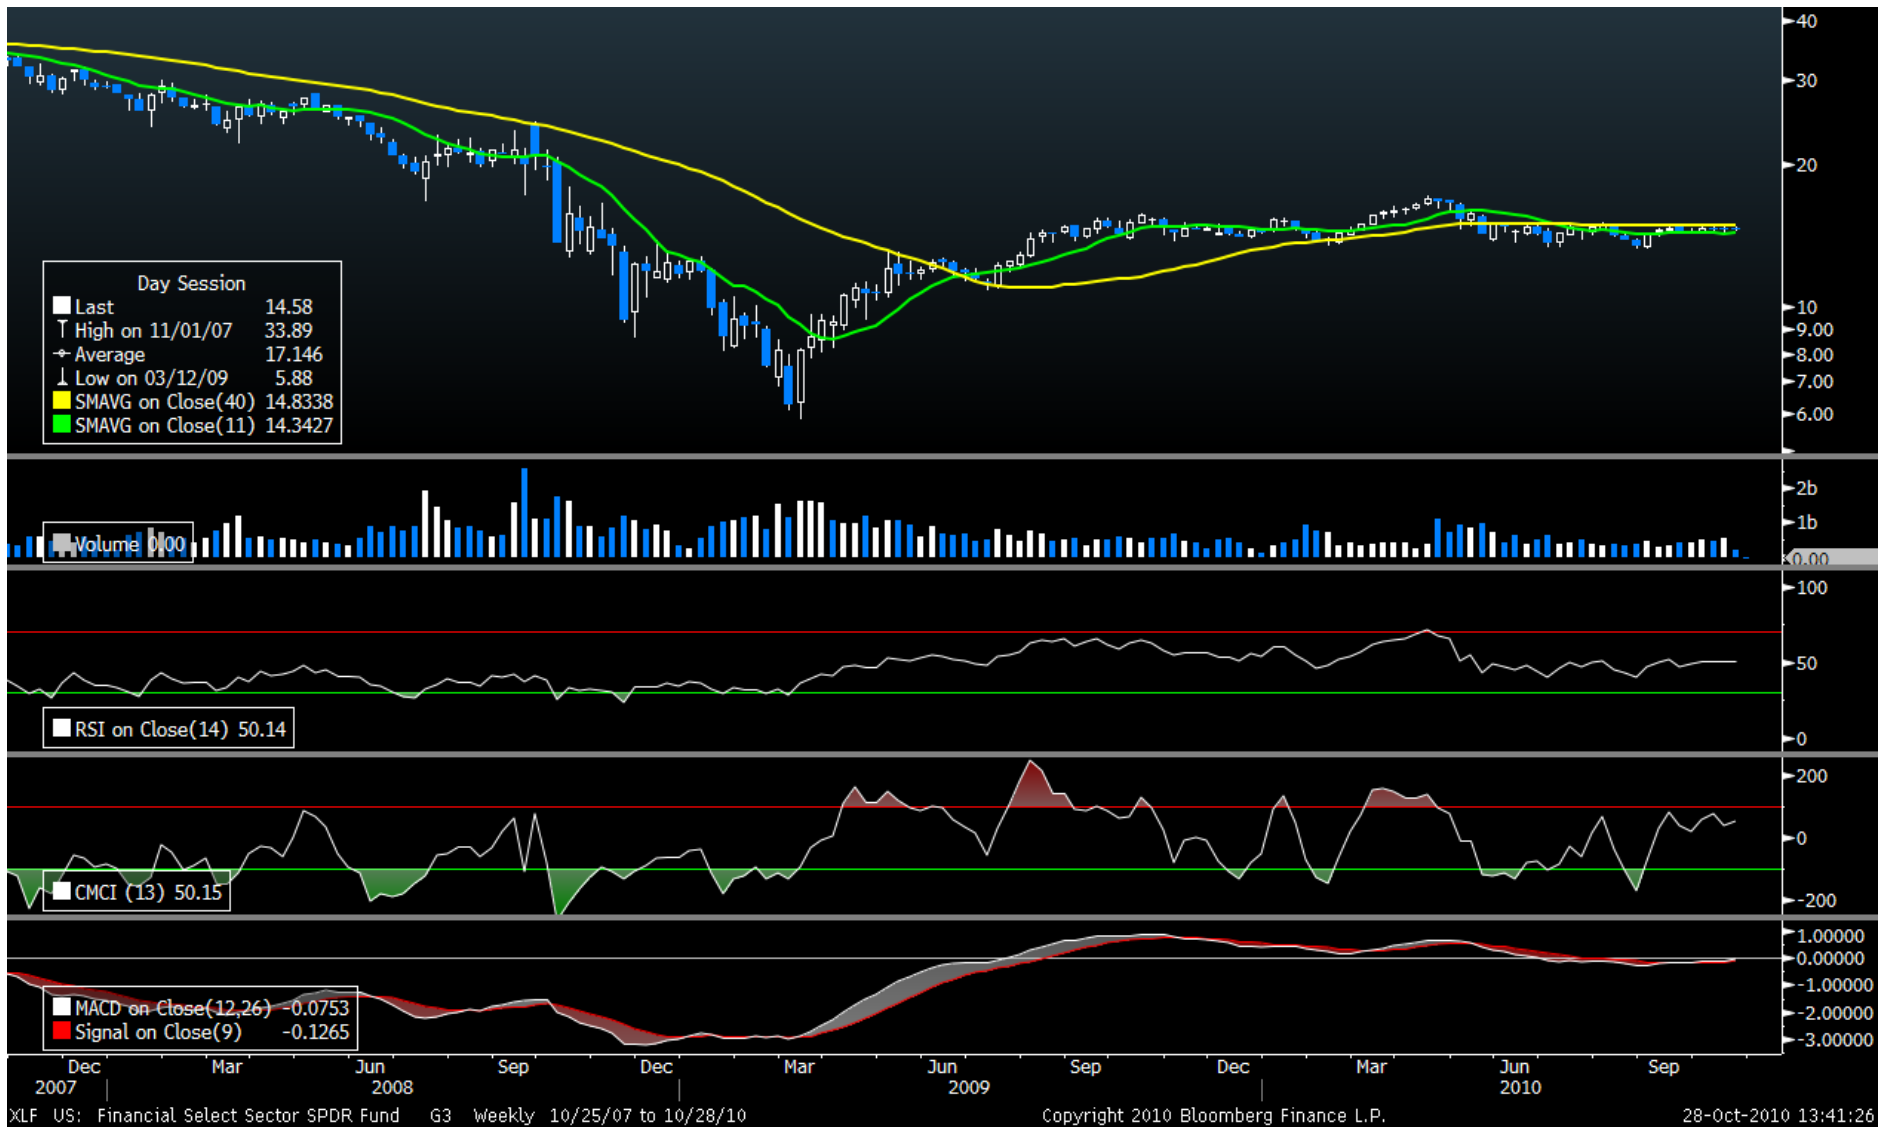 40
30
20
10
9.00
8.00
7.00
6.00
Day Session
Last 14.58
High on 11/01/07 33.89
Average 17.146
Low on 03/12/09 5.88
SMAVG on Close(40) 14.8338
SMAVG on Close(11) 14.3427
2b
1b
0.00
Volume 0.00
100
50
0
RSI on Close(14) 50.14
200
0
-200
CMCI (13) 50.15
1.00000
0.00000
-1.00000
-2.00000
-3.00000
MACD on Close(12,26) -0.0753
Signal on Close(9) -0.1265
Dec Mar Jun Sep Dec Mar Jun Sep Dec Mar Jun Sep
2007 2008 2009 2010
XLF US: Financial Select Sector SPDR Fund G3 Weekly 10/25/07 to 10/28/10 Copyright 2010 Bloomberg Finance L.P. 28-Oct-2010 13:41:26